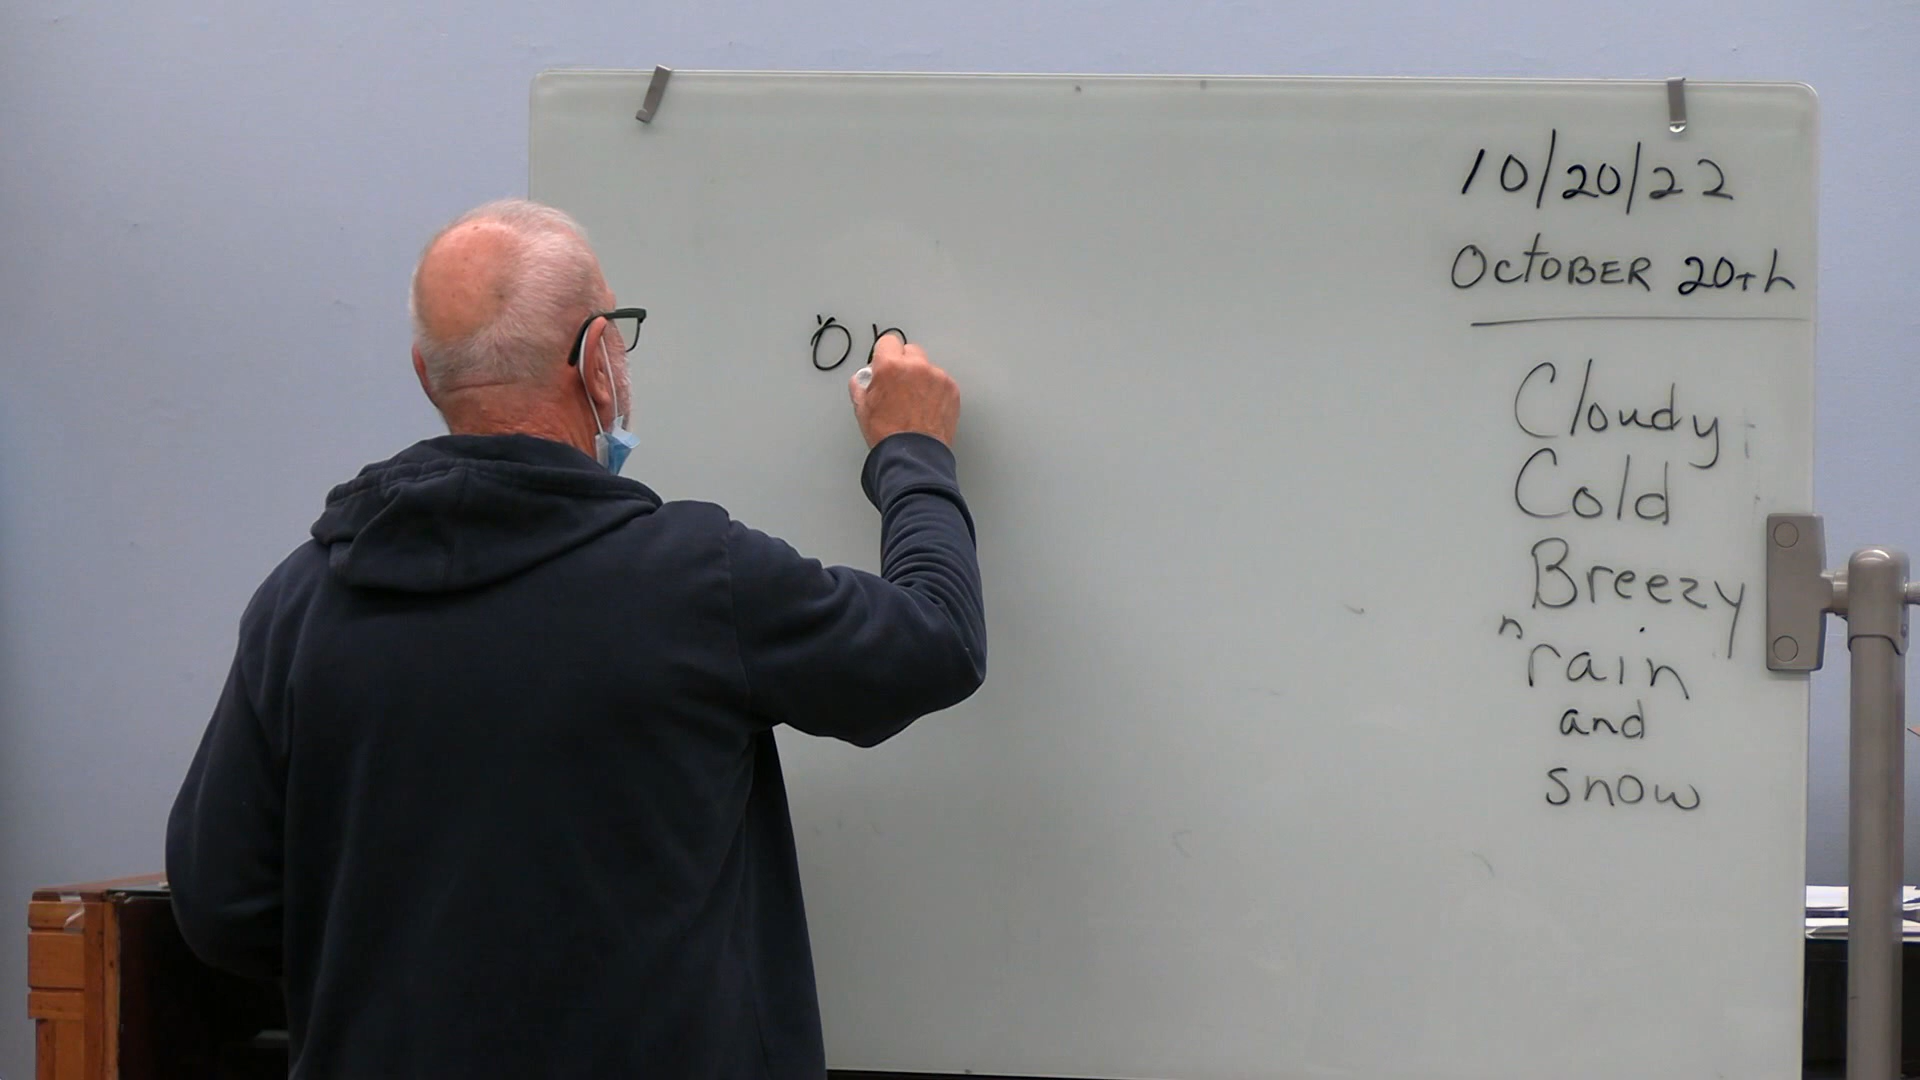 on
10/20/22
OCTOBER 20th
Cloudy
Cold
Breezy
n
rain
and
snow